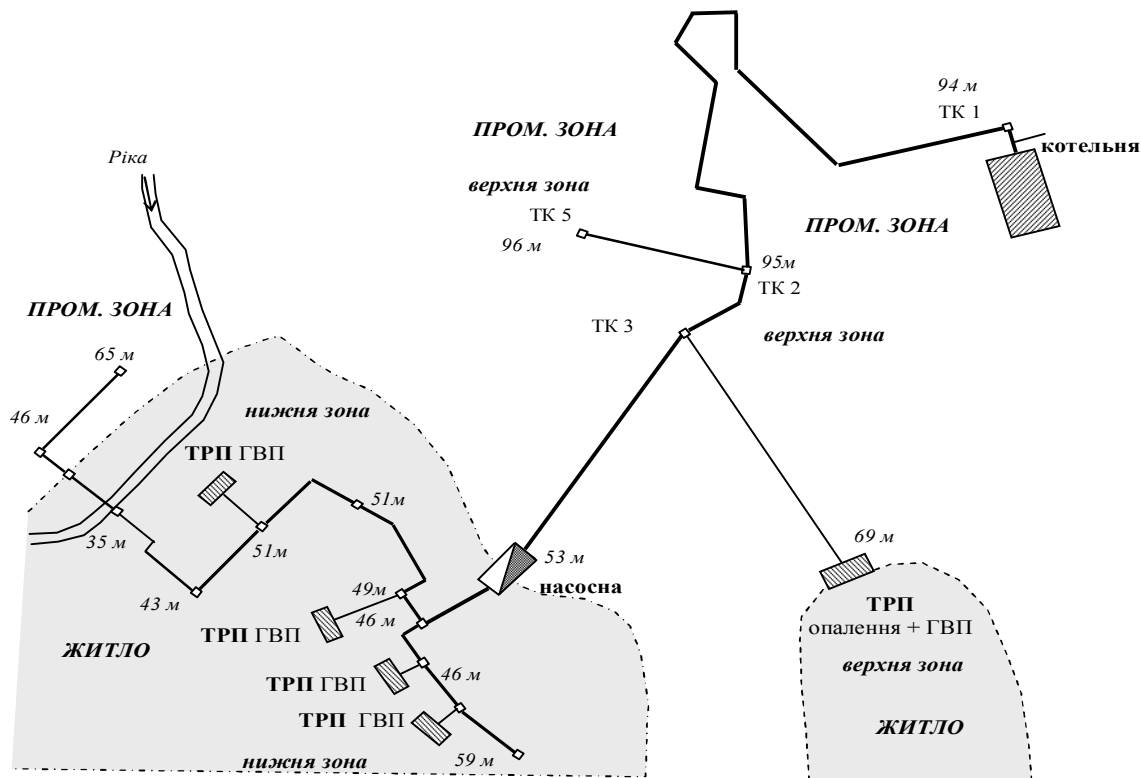 94 м
ТК 1
котельня
ПРОМ. ЗОНА
Ріка
верхня зона
ТК 5
96 м
ПРОМ. ЗОНА
95м
ТК 2
ПРОМ. ЗОНА
ТК 3
верхня зона
65 м
46 м
нижня зона
ТРП ГВП
51м
51м
35 м
69 м
53 м
насосна
49м
43 м
46 м
ТРП
опалення + ГВП
верхня зона
ТРП ГВП
ЖИТЛО
46 м
ТРП ГВП
ТРП ГВП
ЖИТЛО
59 м
нижня зона